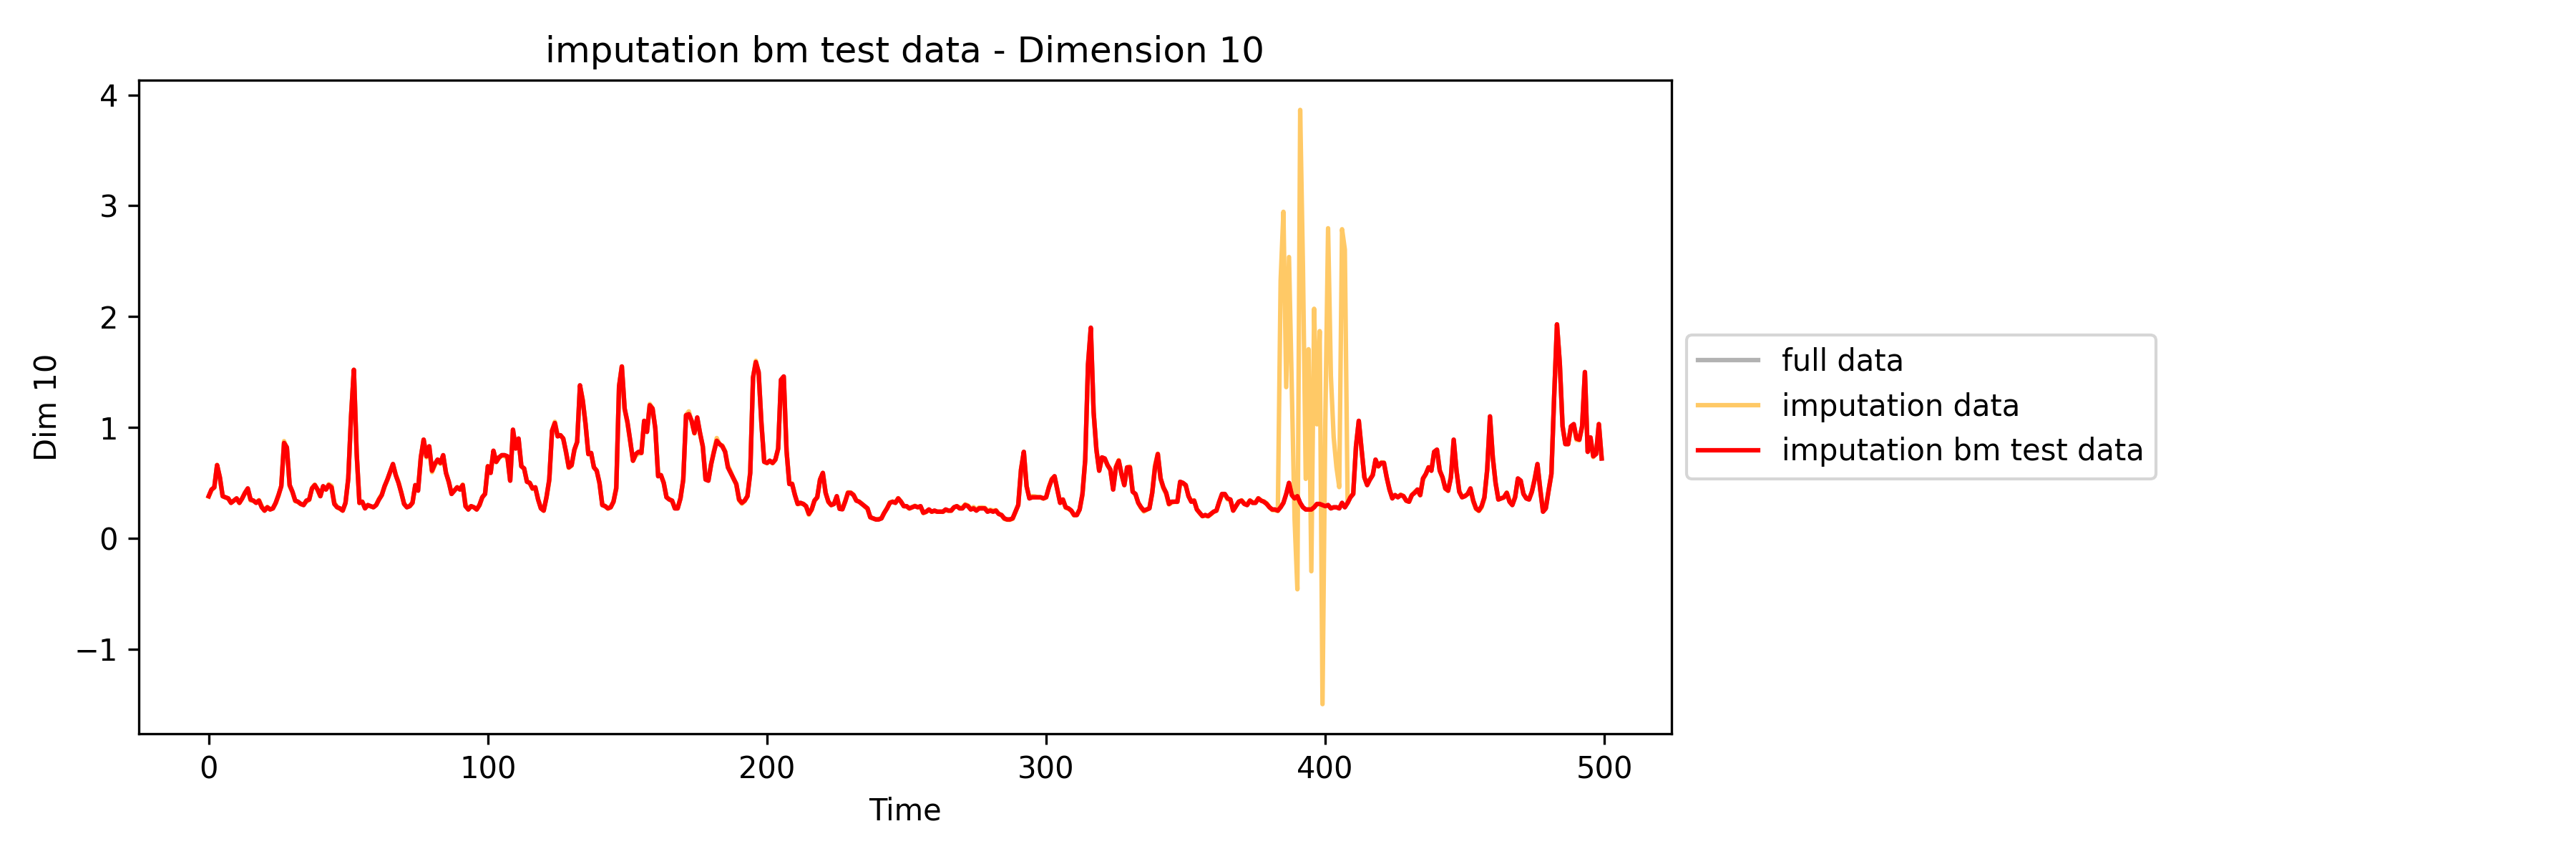 imputation bm test data - Dimension 10
4
3
2
1
0
−1
Dim 10
0 100 200 300 400 500
Time
full data
imputation data
imputation bm test data